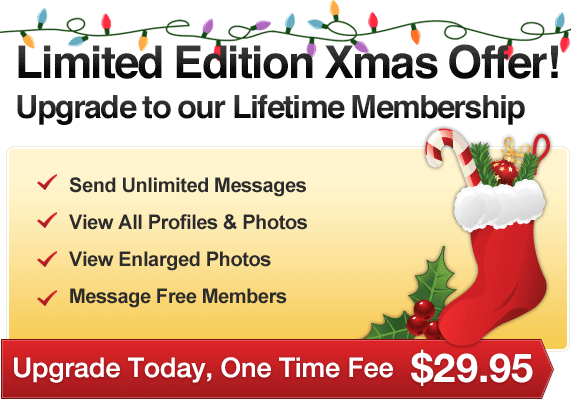 Limited Edition Xmas Offer!
Upgrade to our Lifetime Membership
Send Unlimited Messages
View All Profiles & Photos
View Enlarged Photos
Message Free Members
Upgrade Today, One Time Fee $29.95